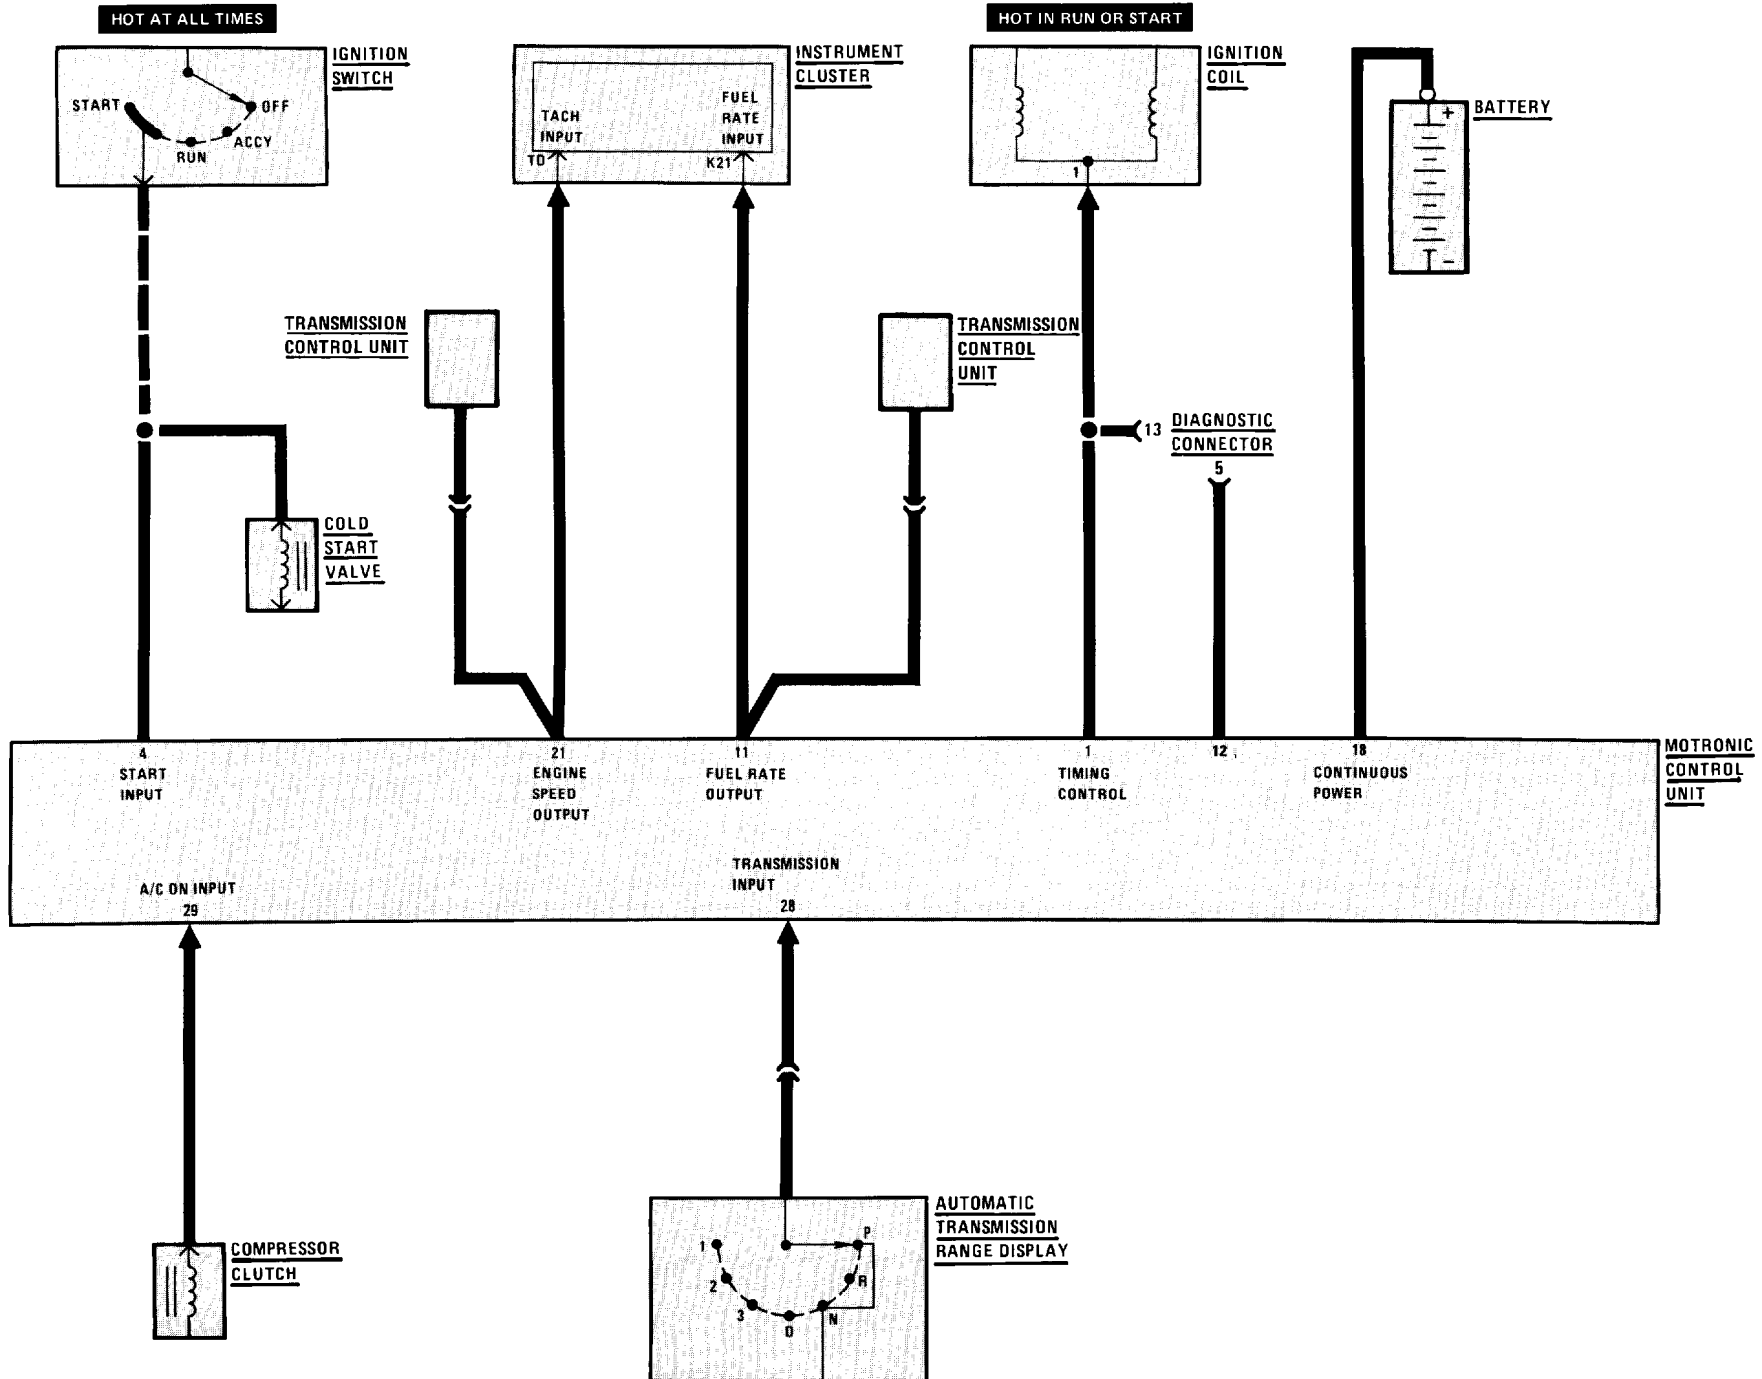 HOT AT ALL TIMES
HOT IN RUN OR START
IGNITION
SWITCH
START
OFF
ACCY
RUN
INSTRUMENT
CLUSTER
TACH
INPUT
FUEL
RATE
INPUT
TD
K21
IGNITION
COIL
1
BATTERY
+
−
TRANSMISSION
CONTROL UNIT
TRANSMISSION
CONTROL
UNIT
13
DIAGNOSTIC
CONNECTOR
5
COLD
START
VALVE
4
START
INPUT
21
ENGINE
SPEED
OUTPUT
11
FUEL RATE
OUTPUT
1
TIMING
CONTROL
12
18
CONTINUOUS
POWER
MOTRONIC
CONTROL
UNIT
A/C ON INPUT
29
TRANSMISSION
INPUT
28
COMPRESSOR
CLUTCH
AUTOMATIC
TRANSMISSION
RANGE DISPLAY
P
R
N
D
3
2
1